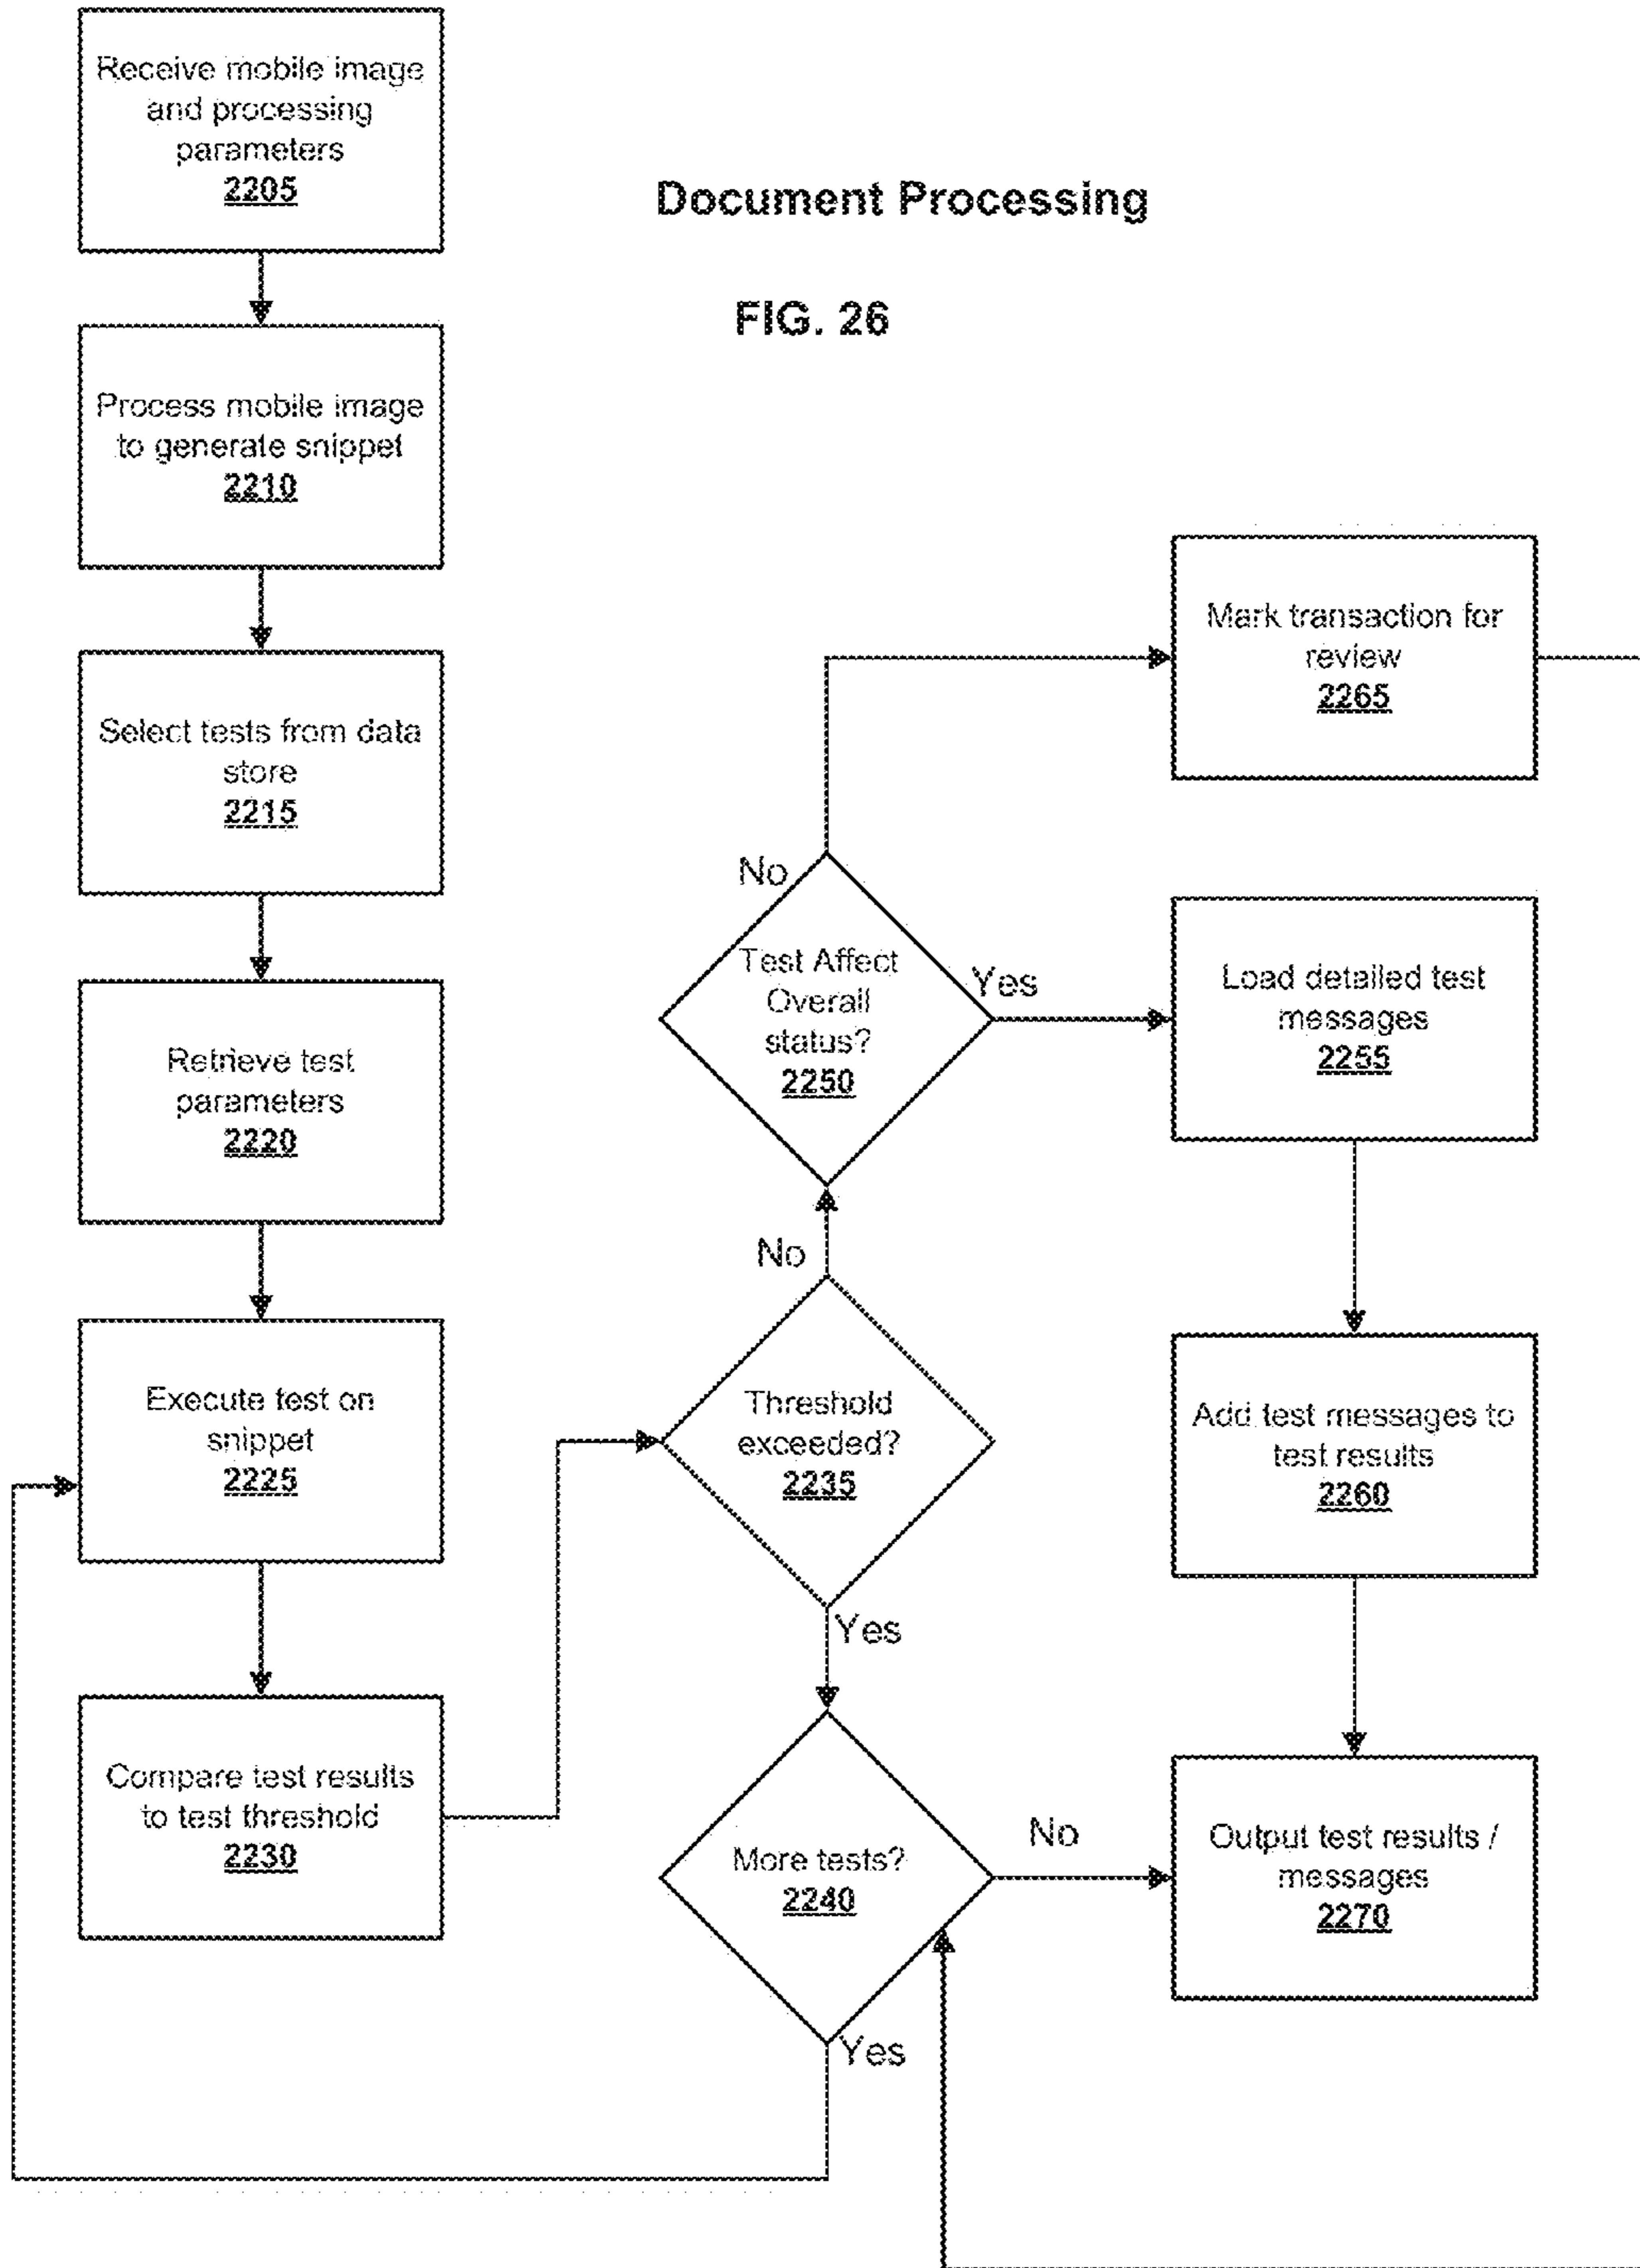 Receive mobile image
and processing
parameters
2205
Document Processing
FIG. 26
Process mobile image
to generate snippet
2210
Select tests from data
store
2215
Retrieve test
parameters
2220
Execute test on
snippet
2225
Compare test results
to test threshold
2230
Threshold
exceeded?
2235
No
Yes
Test Affect
Overall
status?
2250
No
Yes
Mark transaction for
review
2265
Load detailed test
messages
2255
Add test messages to
test results
2260
More tests?
2240
No
Yes
Output test results /
messages
2270